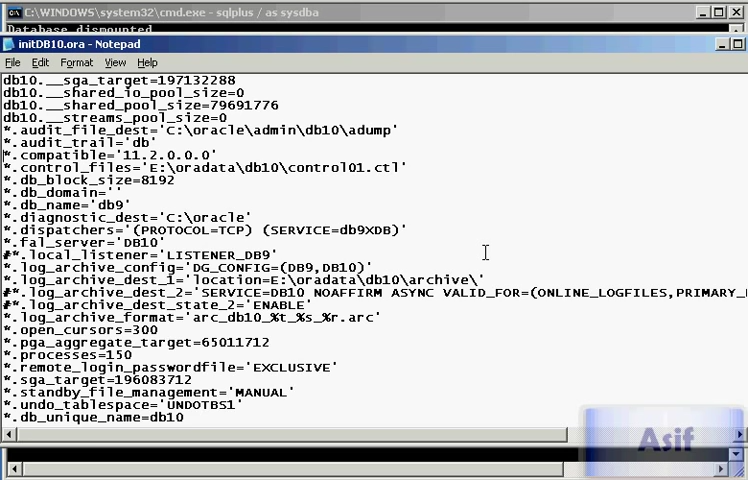 C:\WINDOWS\system32\cmd.exe - sqlplus / as sysdba
Database dismounted
initDB10.ora - Notepad
File Edit Format View Help
db10.__sga_target=197132288
db10.__shared_io_pool_size=0
db10.__shared_pool_size=79691776
db10.__streams_pool_size=0
*.audit_file_dest='C:\oracle\admin\db10\adump'
*.audit_trail='db'
*.compatible='11.2.0.0.0'
*.control_files='E:\oradata\db10\control01.ctl'
*.db_block_size=8192
*.db_domain=''
*.db_name='db9'
*.diagnostic_dest='C:\oracle'
*.dispatchers='(PROTOCOL=TCP) (SERVICE=db9XDB)'
*.fal_server='DB10'
#*.local_listener='LISTENER_DB9'
*.log_archive_config='DG_CONFIG=(DB9,DB10)'
*.log_archive_dest_1='location=E:\oradata\db10\archive\'
#*.log_archive_dest_2='SERVICE=DB10 NOAFFIRM ASYNC VALID_FOR=(ONLINE_LOGFILES,PRIMARY_
*.log_archive_dest_state_2='ENABLE'
*.log_archive_format='arc_db10_%t_%s_%r.arc'
*.open_cursors=300
*.pga_aggregate_target=65011712
*.processes=150
*.remote_login_passwordfile='EXCLUSIVE'
*.sga_target=196083712
*.standby_file_management='MANUAL'
*.undo_tablespace='UNDOTBS1'
*.db_unique_name=db10
Asif